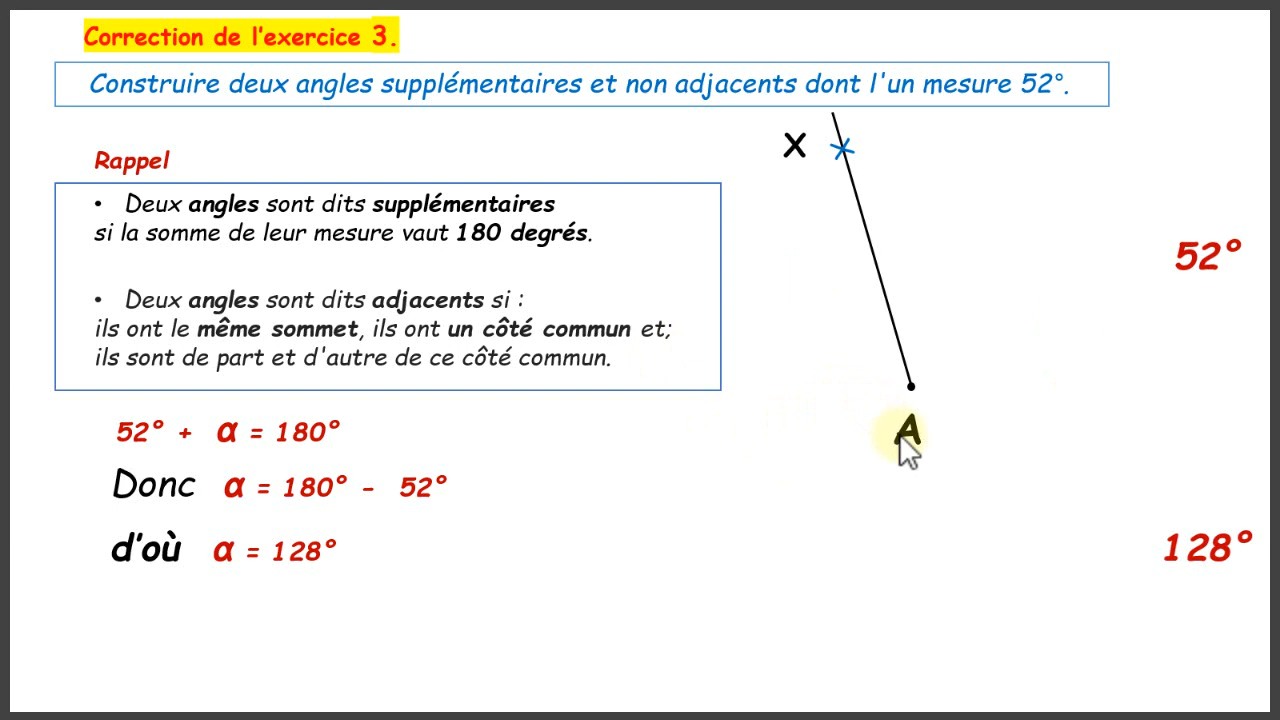 Correction de l'exercice 3.
Construire deux angles supplémentaires et non adjacents dont l'un mesure 52°.
Rappel
• Deux angles sont dits supplémentaires
si la somme de leur mesure vaut 180 degrés.
• Deux angles sont dits adjacents si :
ils ont le même sommet, ils ont un côté commun et;
ils sont de part et d'autre de ce côté commun.
52° + α = 180°
Donc α = 180° - 52°
d'où α = 128°
x
A
52°
128°